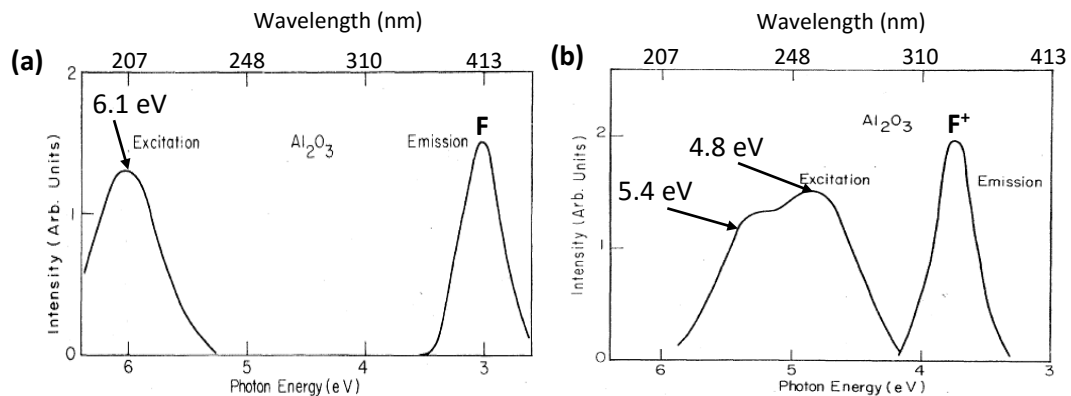 Wavelength (nm)
(a)
207 248 310 413
2
6.1 eV
Excitation
Al2O3
Emission
F
Intensity (Arb. Units)
1
0
6 5 4 3
Photon Energy (eV)
Wavelength (nm)
(b)
207 248 310 413
Al2O3
F+
2
4.8 eV
Excitation
Emission
5.4 eV
Intensity (Arb. Units)
1
0
6 5 4 3
Photon Energy (eV)